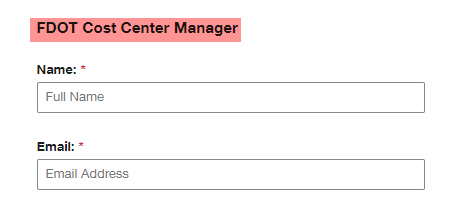 FDOT Cost Center Manager
Name: *
Full Name
Email: *
Email Address